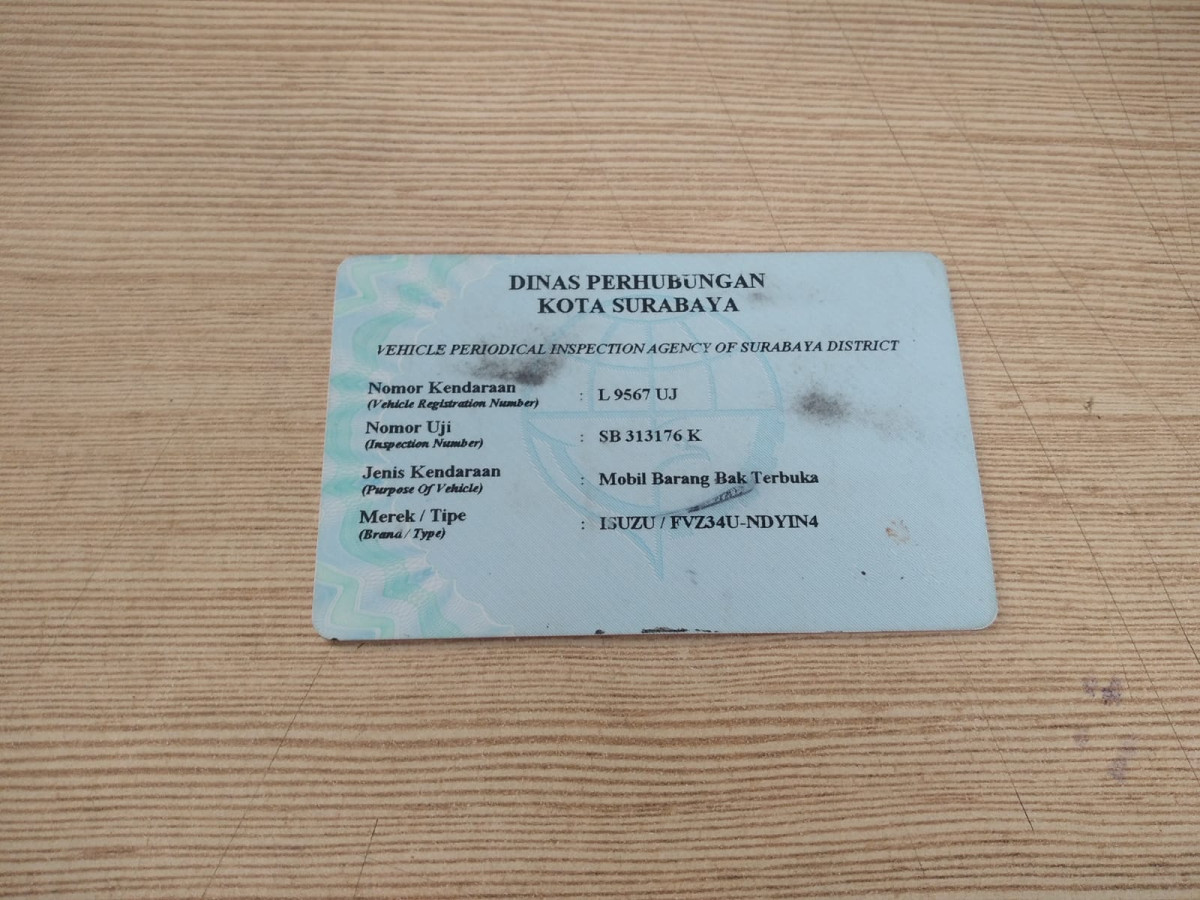 DINAS PERHUBUNGAN
KOTA SURABAYA
VEHICLE PERIODICAL INSPECTION AGENCY OF SURABAYA DISTRICT
Nomor Kendaraan : L 9567 UJ
(Vehicle Registration Number)
Nomor Uji : SB 313176 K
(Inspection Number)
Jenis Kendaraan : Mobil Barang Bak Terbuka
(Purpose Of Vehicle)
Merek / Tipe : ISUZU / FVZ34U-NDYIN4
(Brand / Type)